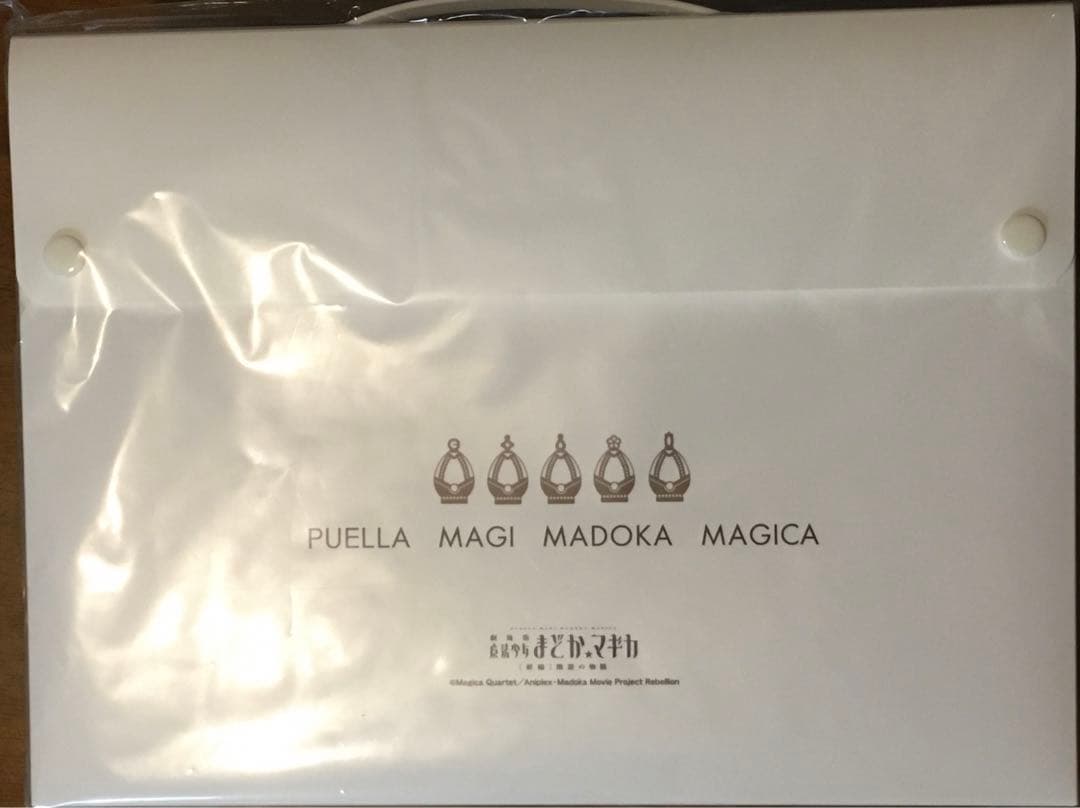 PUELLA MAGI MADOKA MAGICA
劇場版
魔法少女まどか★マギカ
［新編］叛逆の物語
©Magica Quartet／Aniplex・Madoka Movie Project Rebellion